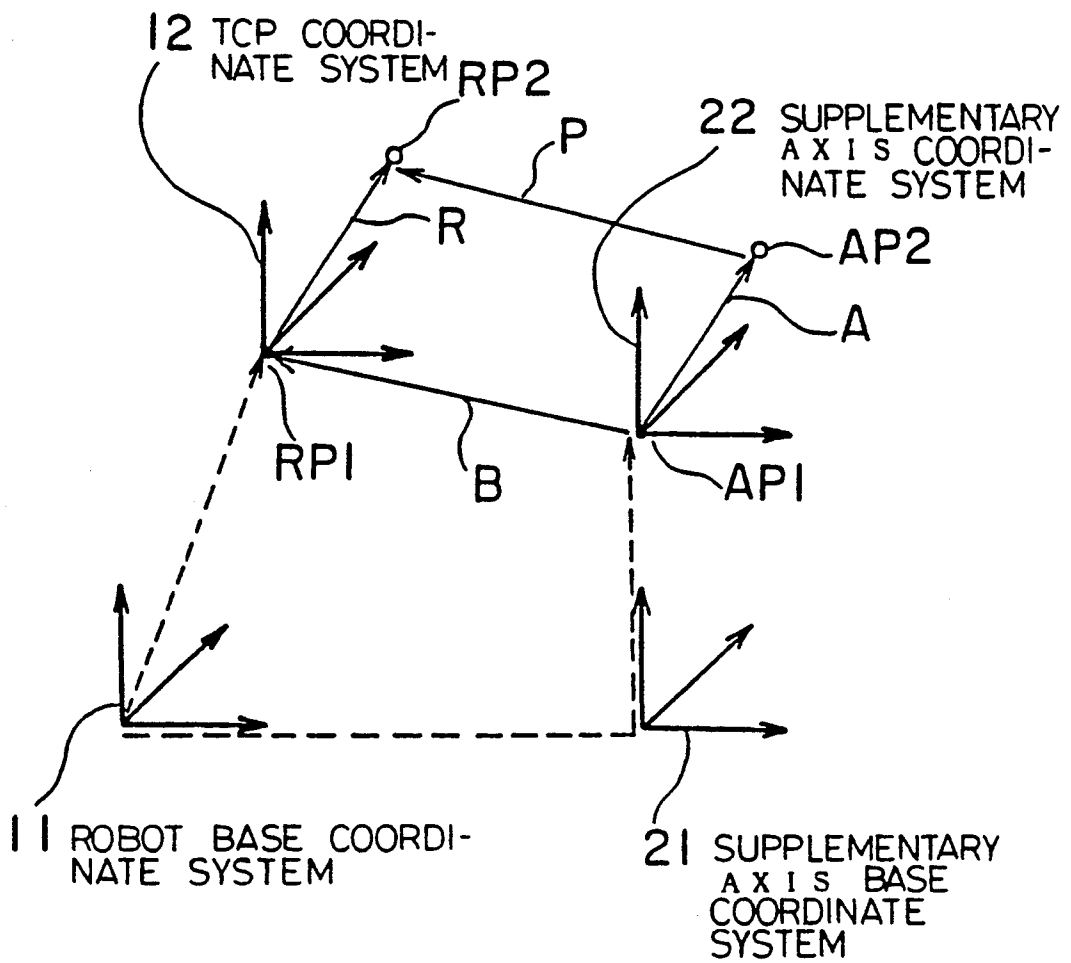 12 TCP COORDI-
NATE SYSTEM
RP2
P
22 SUPPLEMENTARY
AXIS COORDI-
NATE SYSTEM
R
AP2
A
RP1
B
AP1
11 ROBOT BASE COORDI-
NATE SYSTEM
21 SUPPLEMENTARY
AXIS BASE
COORDINATE
SYSTEM